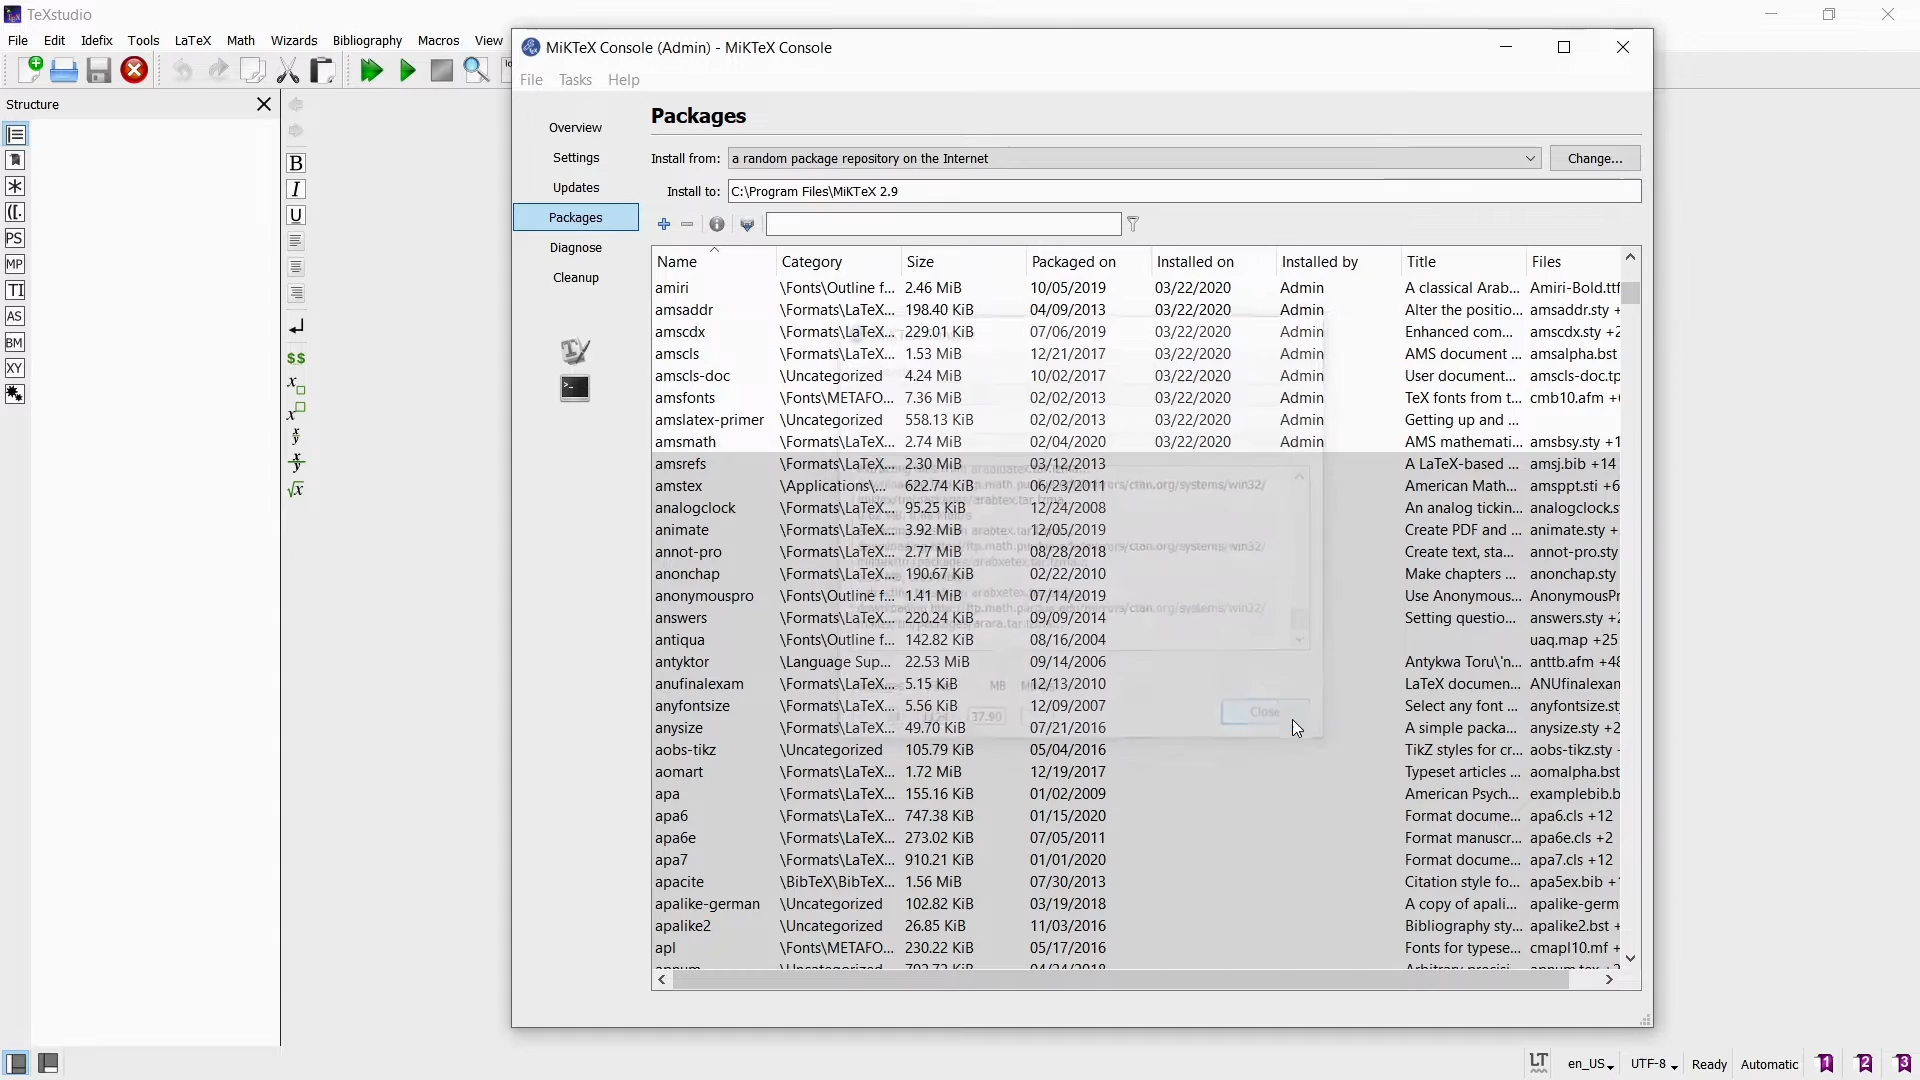 TeXstudio
File Edit Idefix Tools LaTeX Math Wizards Bibliography Macros View
Structure
PS
MP
TI
AS
BM
XY
B
I
U
$$
MiKTeX Console (Admin) - MiKTeX Console
File Tasks Help
Overview
Settings
Updates
Packages
Diagnose
Cleanup
Packages
Install from: a random package repository on the Internet Change...
Install to: C:\Program Files\MiKTeX 2.9
Name Category Size Packaged on Installed on Installed by Title Files
amiri \Fonts\Outline f... 2.46 MiB 10/05/2019 03/22/2020 Admin A classical Arab... Amiri-Bold.ttf
amsaddr \Formats\LaTeX... 198.40 KiB 04/09/2013 03/22/2020 Admin Alter the positio... amsaddr.sty +
amscdx \Formats\LaTeX... 229.01 KiB 07/06/2019 03/22/2020 Admin Enhanced com... amscdx.sty +2
amscls \Formats\LaTeX... 1.53 MiB 12/21/2017 03/22/2020 Admin AMS document ... amsalpha.bst
amscls-doc \Uncategorized 4.24 MiB 10/02/2017 03/22/2020 Admin User document... amscls-doc.tp
amsfonts \Fonts\METAFO... 7.36 MiB 02/02/2013 03/22/2020 Admin TeX fonts from t... cmb10.afm +
amslatex-primer \Uncategorized 558.13 KiB 02/02/2013 03/22/2020 Admin Getting up and ...
amsmath \Formats\LaTeX... 2.74 MiB 02/04/2020 03/22/2020 Admin AMS mathemati... amsbsy.sty +1
amsrefs \Formats\LaTeX... 2.30 MiB 03/12/2013 A LaTeX-based ... amsj.bib +14
amstex \Applications\... 622.74 KiB 06/23/2011 American Math... amsppt.sti +6
analogclock \Formats\LaTeX... 95.25 KiB 12/24/2008 An analog tickin... analogclock.s
animate \Formats\LaTeX... 3.92 MiB 12/05/2019 Create PDF and ... animate.sty +
annot-pro \Formats\LaTeX... 2.77 MiB 08/28/2018 Create text, sta... annot-pro.sty
anonchap \Formats\LaTeX... 190.67 KiB 02/22/2010 Make chapters ... anonchap.sty
anonymouspro \Fonts\Outline f... 1.41 MiB 07/14/2019 Use Anonymous... AnonymousPr
answers \Formats\LaTeX... 220.24 KiB 09/09/2014 Setting questio... answers.sty +2
antiqua \Fonts\Outline f... 142.82 KiB 08/16/2004 uaq.map +25
antyktor \Language Sup... 22.53 MiB 09/14/2006 Antykwa Toru\'n... anttb.afm +48
anufinalexam \Formats\LaTeX... 5.15 KiB 12/13/2010 LaTeX documen... ANUfinalexan
anyfontsize \Formats\LaTeX... 5.56 KiB 12/09/2007 Select any font ... anyfontsize.st
anysize \Formats\LaTeX... 49.70 KiB 07/21/2016 A simple packa... anysize.sty +2
aobs-tikz \Uncategorized 105.79 KiB 05/04/2016 TikZ styles for cr... aobs-tikz.sty
aomart \Formats\LaTeX... 1.72 MiB 12/19/2017 Typeset articles ... aomalpha.bst
apa \Formats\LaTeX... 155.16 KiB 01/02/2009 American Psych... examplebib.b
apa6 \Formats\LaTeX... 747.38 KiB 01/15/2020 Format docume... apa6.cls +12
apa6e \Formats\LaTeX... 273.02 KiB 07/05/2011 Format manuscr... apa6e.cls +2
apa7 \Formats\LaTeX... 910.21 KiB 01/01/2020 Format docume... apa7.cls +12
apacite \BibTeX\BibTeX... 1.56 MiB 07/30/2013 Citation style fo... apa5ex.bib +
apalike-german \Uncategorized 102.82 KiB 03/19/2018 A copy of apali... apalike-germ
apalike2 \Uncategorized 26.85 KiB 11/03/2016 Bibliography sty... apalike2.bst +
apl \Fonts\METAFO... 230.22 KiB 05/17/2016 Fonts for typese... cmapl10.mf +
MB
37.90
Close
LT en_US UTF-8 Ready Automatic 1 2 3